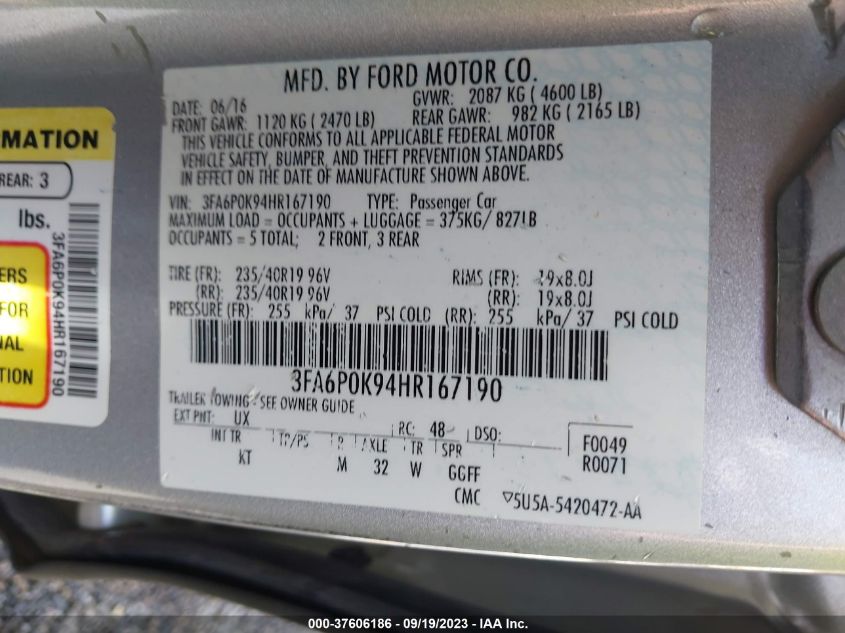 MFD. BY FORD MOTOR CO.
DATE: 06/16
GVWR: 2087 KG ( 4600 LB)
FRONT GAWR: 1120 KG ( 2470 LB)
REAR GAWR: 982 KG ( 2165 LB)
THIS VEHICLE CONFORMS TO ALL APPLICABLE FEDERAL MOTOR
VEHICLE SAFETY, BUMPER, AND THEFT PREVENTION STANDARDS
IN EFFECT ON THE DATE OF MANUFACTURE SHOWN ABOVE.
VIN: 3FA6P0K94HR167190 TYPE: Passenger Car
MAXIMUM LOAD = OCCUPANTS + LUGGAGE = 375KG/ 827LB
OCCUPANTS = 5 TOTAL; 2 FRONT, 3 REAR
TIRE (FR): 235/40R19 96V RIMS (FR): 19x8.0J
(RR): 235/40R19 96V (RR): 19x8.0J
PRESSURE (FR): 255 kPa/ 37 PSI COLD (RR): 255 kPa/ 37 PSI COLD
3FA6P0K94HR167190
TRAILER TOWING - SEE OWNER GUIDE
EXT PNT: UX RC: 48 DSO:
F0049
R0071
INT TR TP/PS R AXLE TR SPR
KT M 32 W GGFF
CMC 5U5A-5420472-AA
MATION
REAR: 3
lbs.
ERS
FOR
NAL
TION
3FA6P0K94HR167190
000-37606186 - 09/19/2023 - IAA Inc.